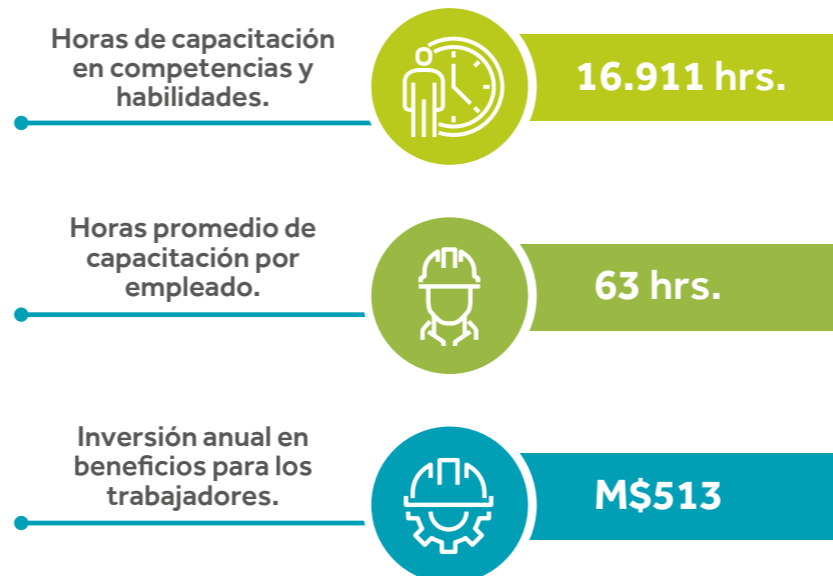 Horas de capacitación
en competencias y
habilidades.
16.911 hrs.
Horas promedio de
capacitación por
empleado.
63 hrs.
Inversión anual en
beneficios para los
trabajadores.
M$513